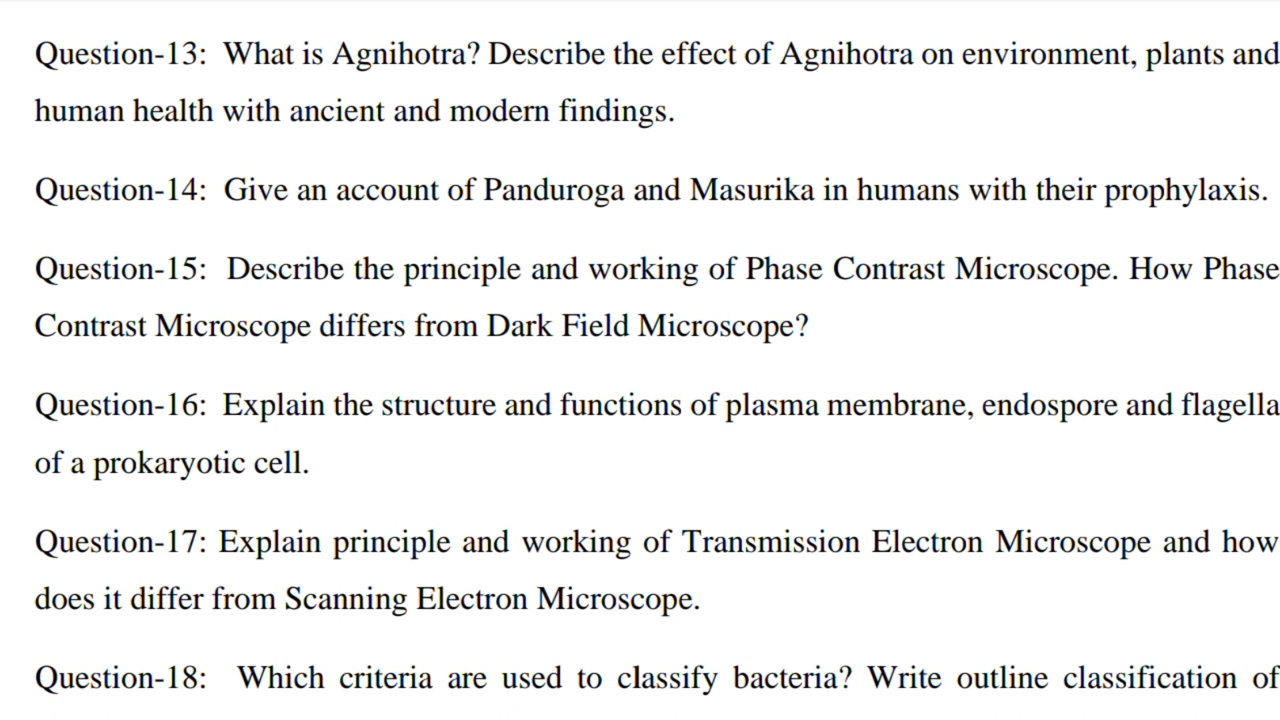 Question-13: What is Agnihotra? Describe the effect of Agnihotra on environment, plants and
human health with ancient and modern findings.
Question-14: Give an account of Panduroga and Masurika in humans with their prophylaxis.
Question-15: Describe the principle and working of Phase Contrast Microscope. How Phase
Contrast Microscope differs from Dark Field Microscope?
Question-16: Explain the structure and functions of plasma membrane, endospore and flagella
of a prokaryotic cell.
Question-17: Explain principle and working of Transmission Electron Microscope and how
does it differ from Scanning Electron Microscope.
Question-18: Which criteria are used to classify bacteria? Write outline classification of